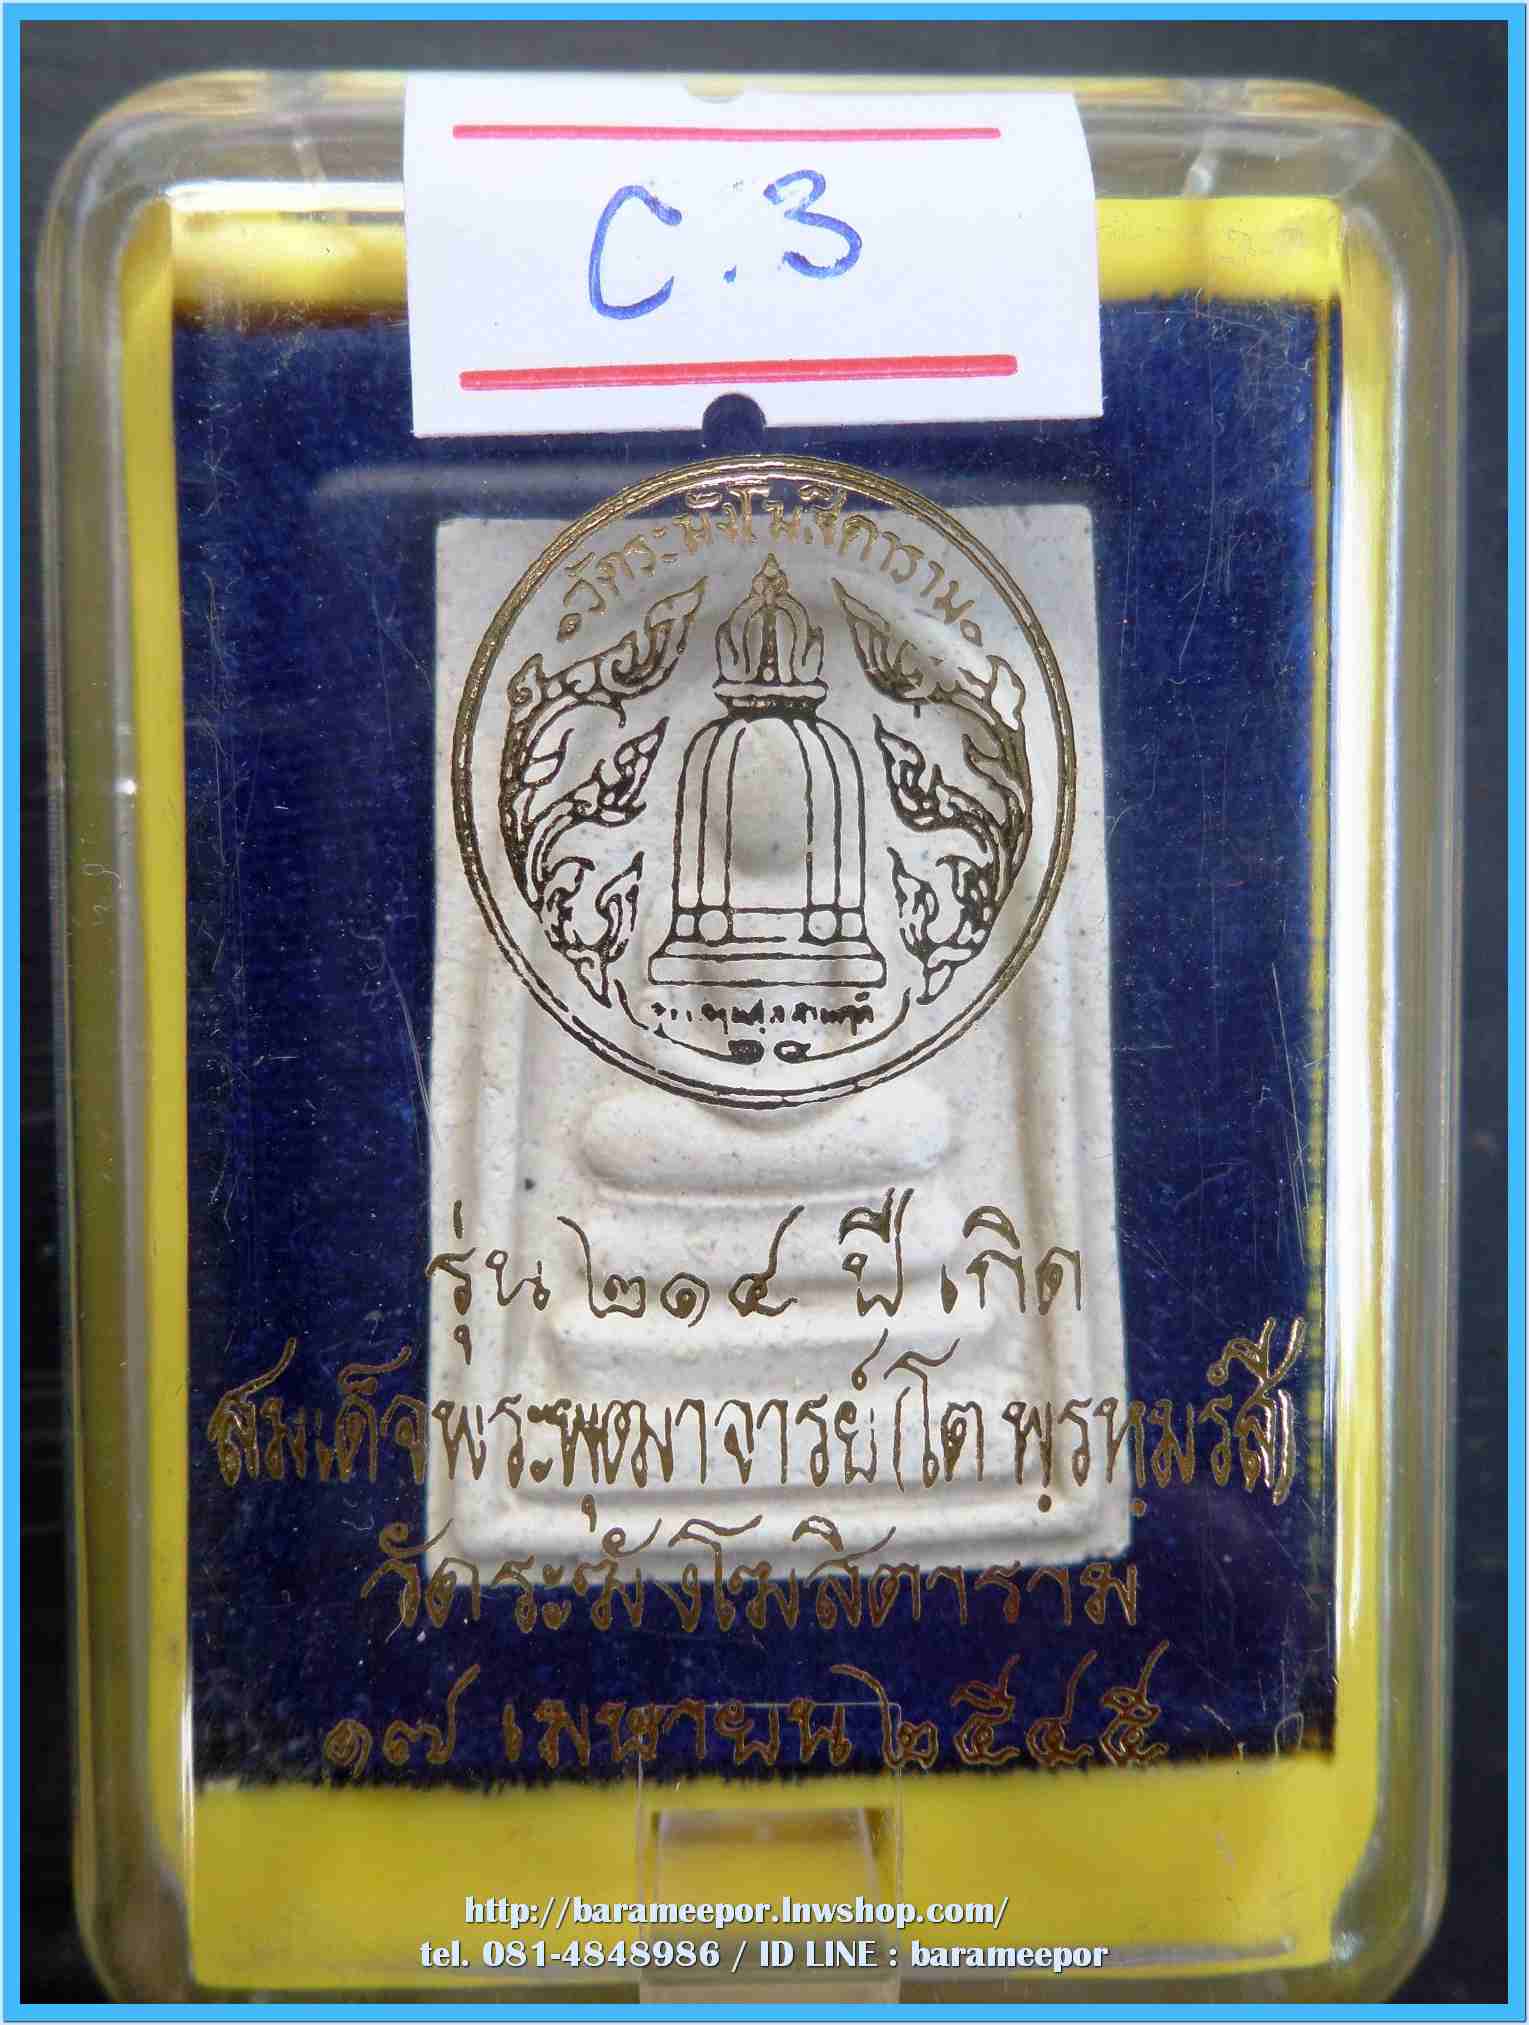 C.3
วัดระฆังโฆสิตาราม
รุ่น ๒๑๔ ปี เกิด
สมเด็จพระพุฒาจารย์ (โต พฺรหฺมรํสี)
วัดระฆังโฆสิตาราม
๑๗ เมษายน ๒๕๔๕
http://barameepor.lnwshop.com/
tel. 081-4848986 / ID LINE : barameepor